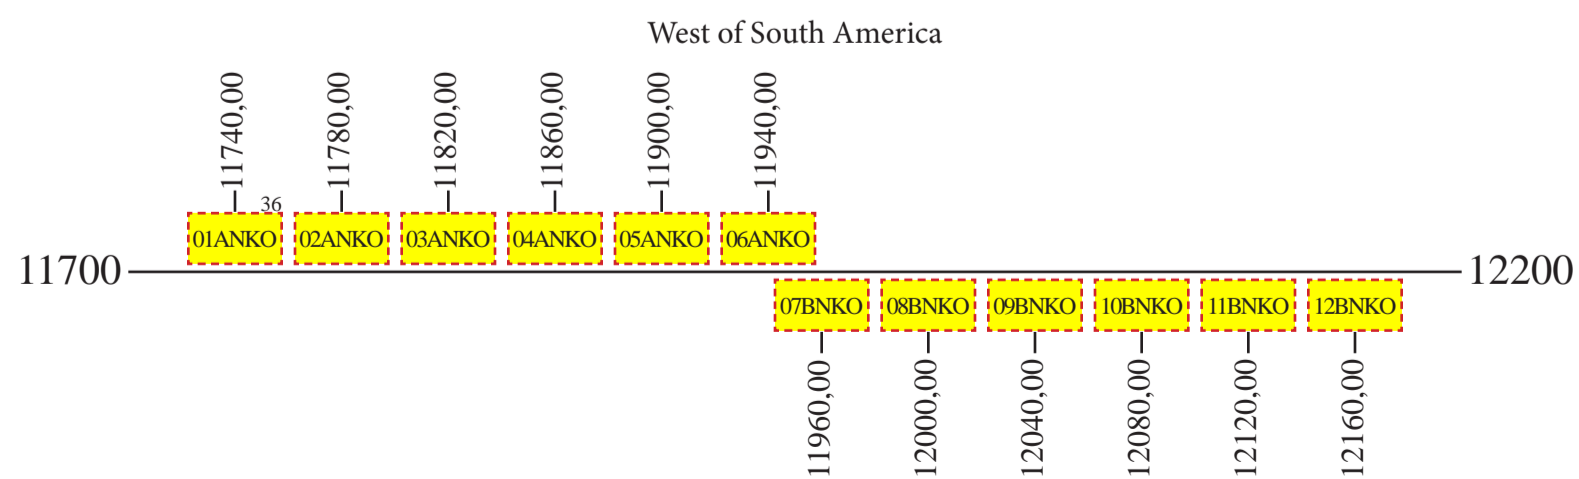 West of South America
11740,00 11780,00 11820,00 11860,00 11900,00 11940,00
36
01ANKO 02ANKO 03ANKO 04ANKO 05ANKO 06ANKO
11700 12200
07BNKO 08BNKO 09BNKO 10BNKO 11BNKO 12BNKO
11960,00 12000,00 12040,00 12080,00 12120,00 12160,00